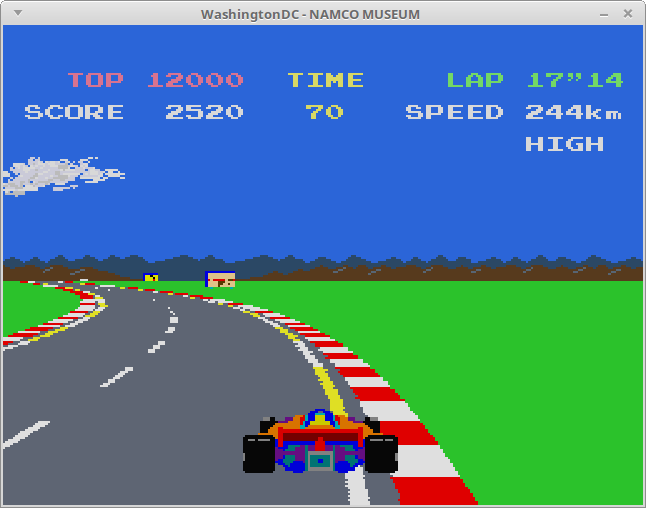 WashingtonDC - NAMCO MUSEUM
TOP 12000 TIME LAP 17"14
SCORE 2520 70 SPEED 244km
HIGH